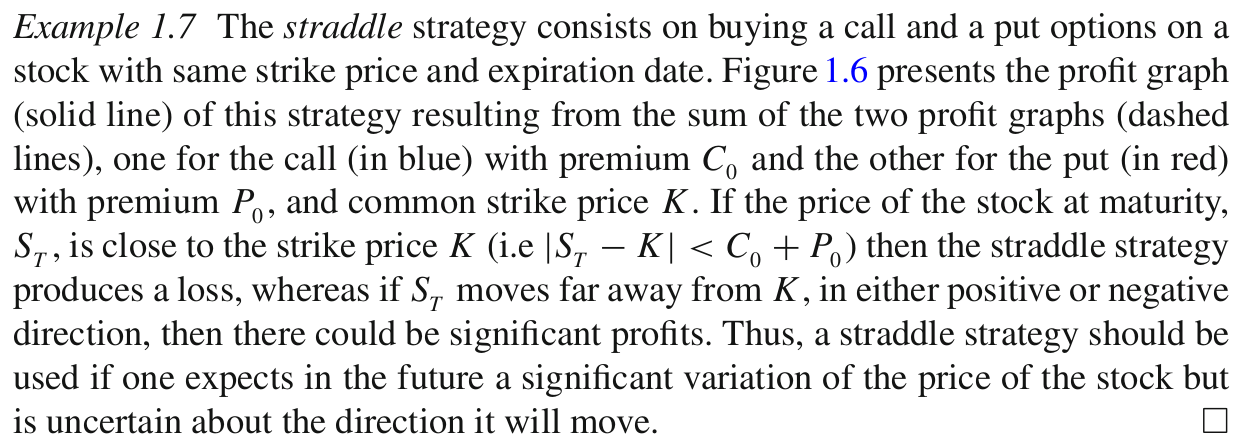 Example 1.7 The straddle strategy consists on buying a call and a put options on a
stock with same strike price and expiration date. Figure 1.6 presents the profit graph
(solid line) of this strategy resulting from the sum of the two profit graphs (dashed
lines), one for the call (in blue) with premium C₀ and the other for the put (in red)
with premium P₀, and common strike price K. If the price of the stock at maturity,
S_T, is close to the strike price K (i.e |S_T − K| < C₀ + P₀) then the straddle strategy
produces a loss, whereas if S_T moves far away from K, in either positive or negative
direction, then there could be significant profits. Thus, a straddle strategy should be
used if one expects in the future a significant variation of the price of the stock but
is uncertain about the direction it will move. □